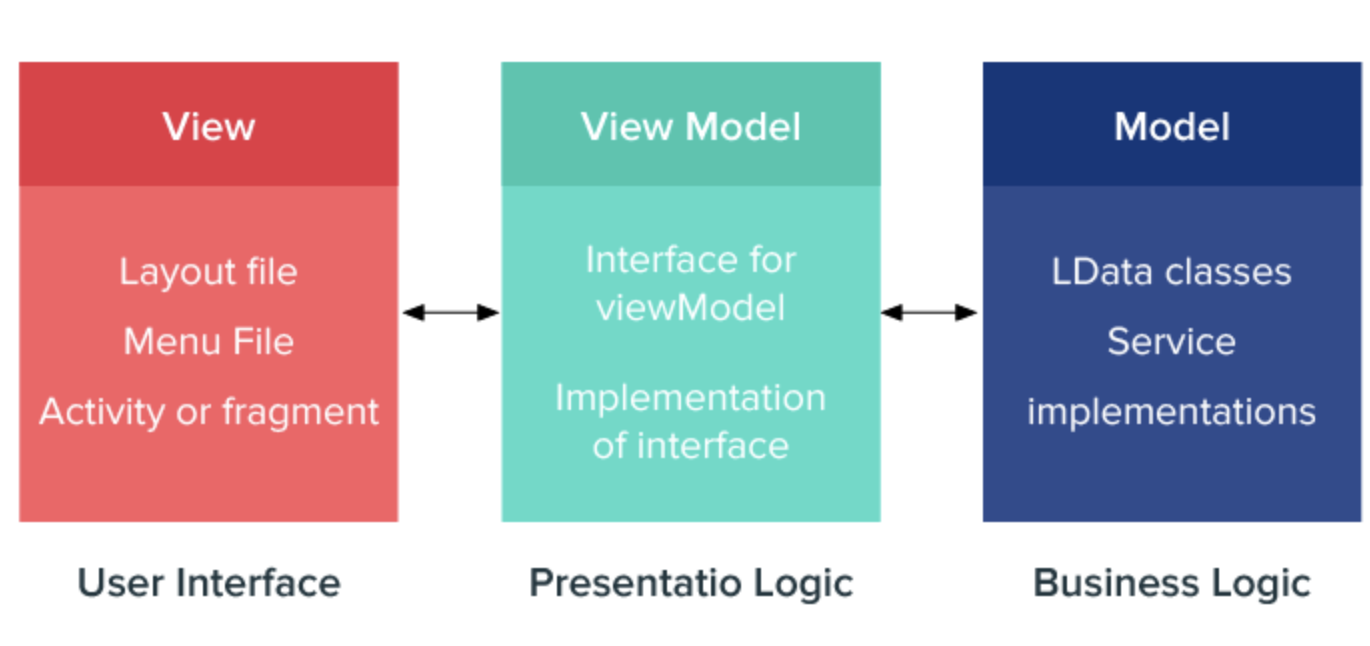 View
Layout file
Menu File
Activity or fragment
User Interface
View Model
Interface for
viewModel
Implementation
of interface
Presentatio Logic
Model
LData classes
Service
implementations
Business Logic